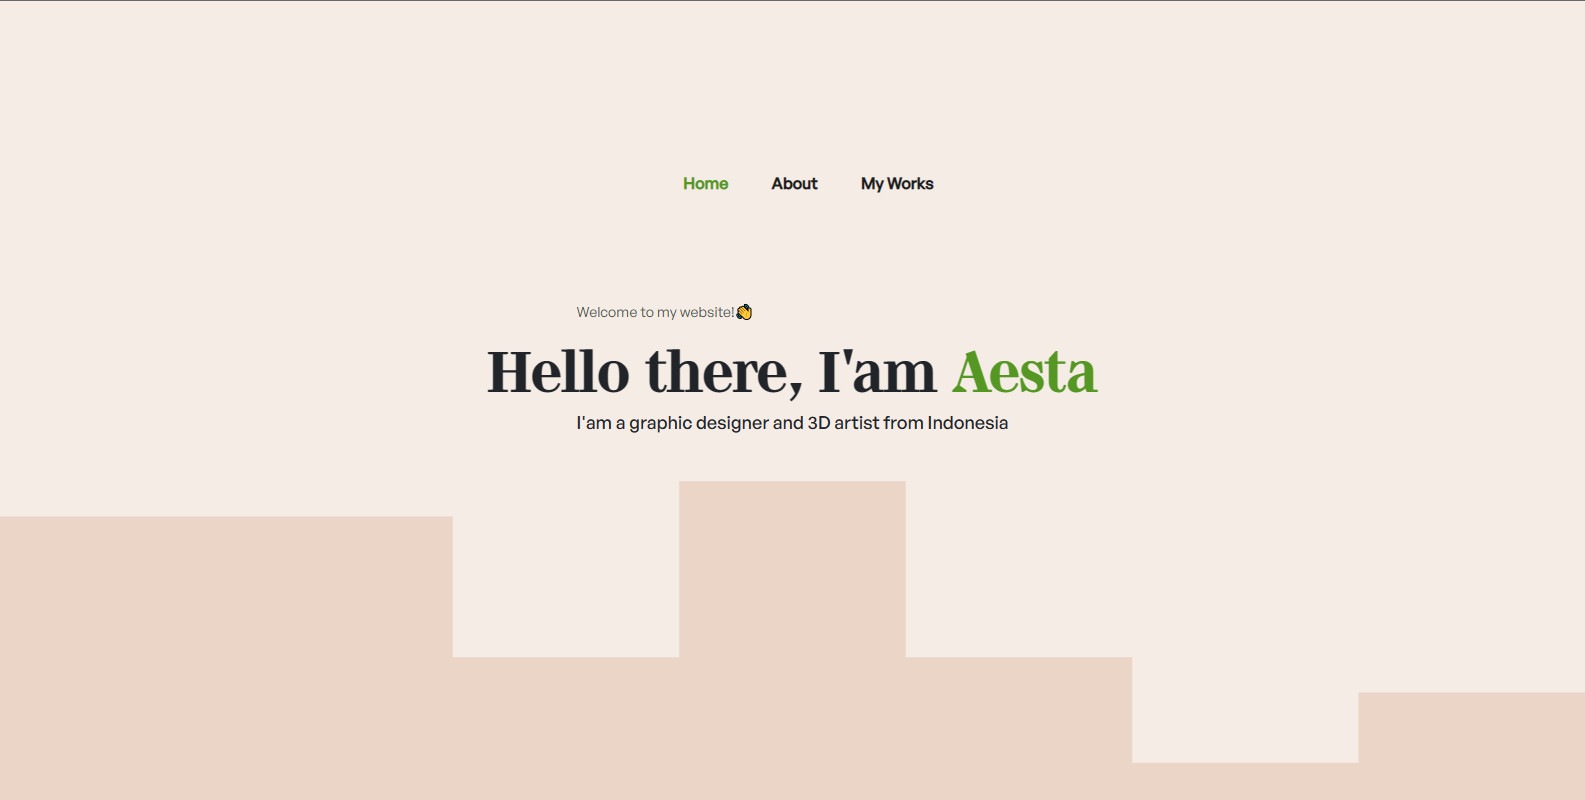 Home About My Works
Welcome to my website!👏
Hello there, I'am Aesta
I'am a graphic designer and 3D artist from Indonesia